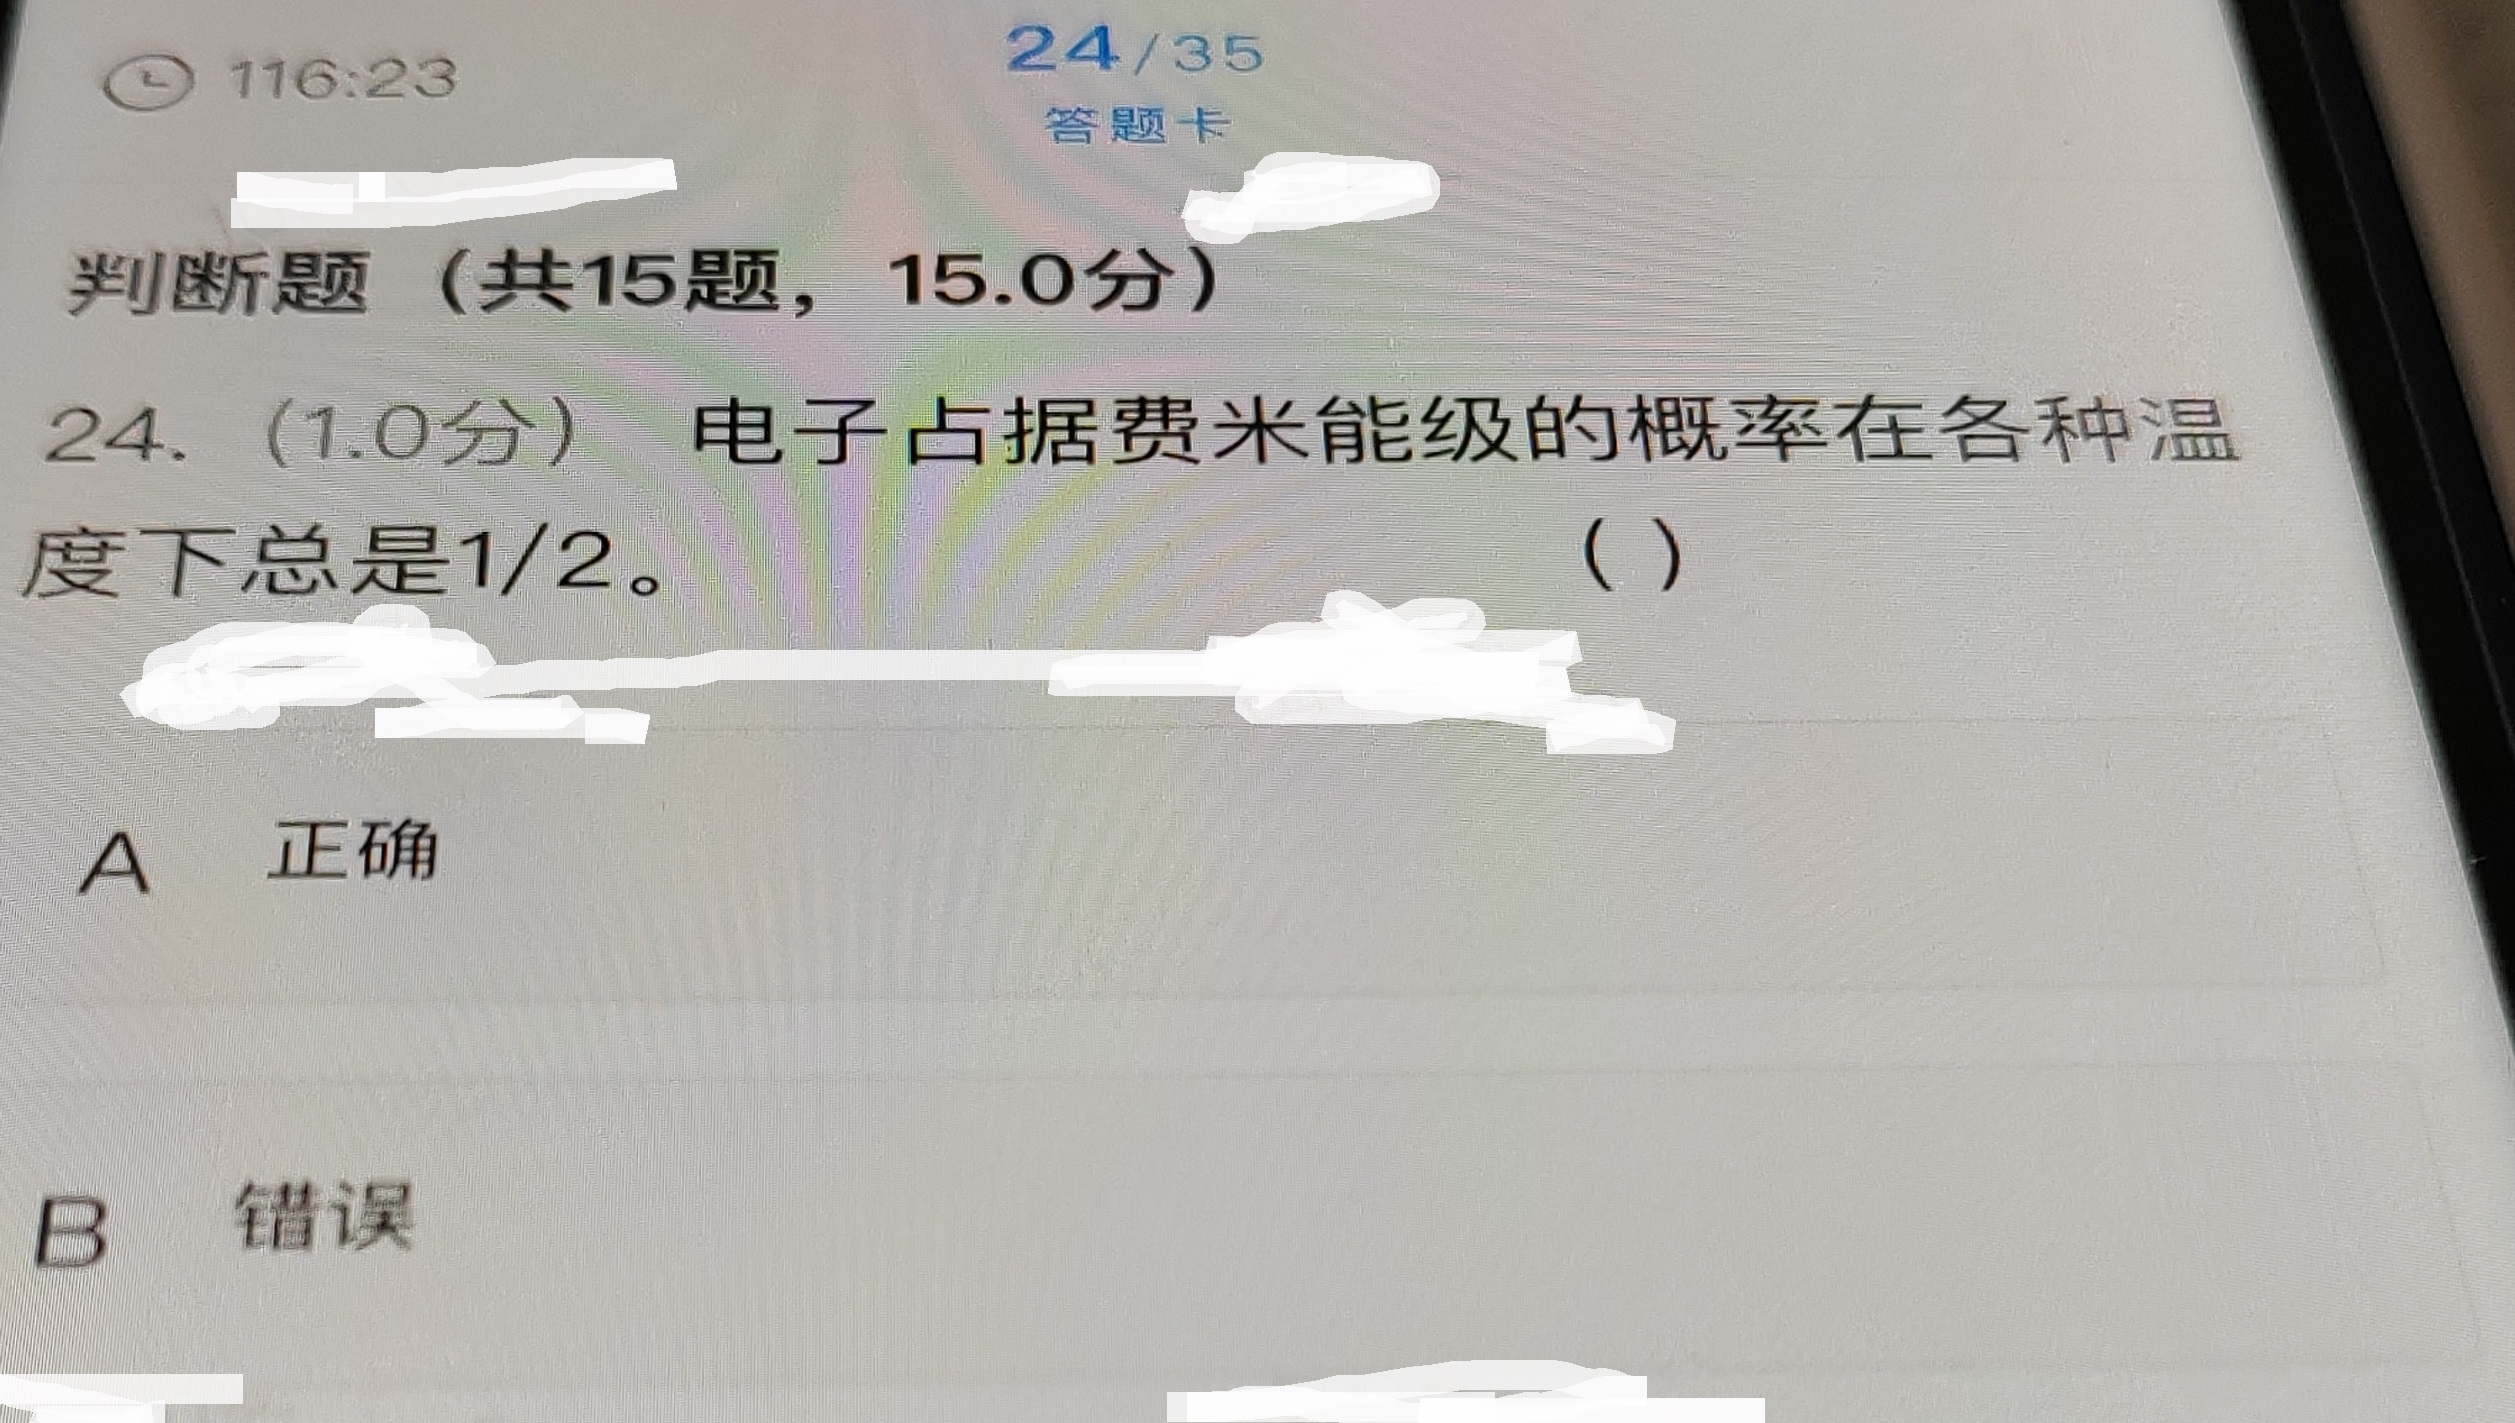 116:23
24/35
答题卡
判断题（共15题，15.0分）
24.（1.0分） 电子占据费米能级的概率在各种温
度下总是1/2。 ( )
A 正确
B 错误